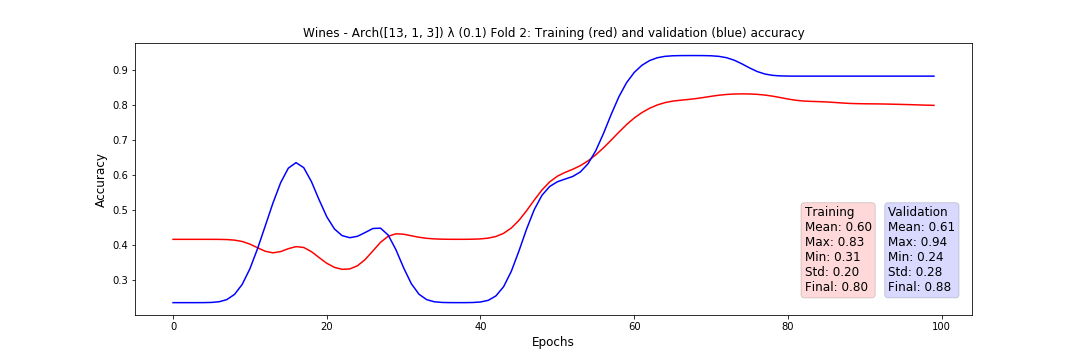 Wines - Arch([13, 1, 3]) λ (0.1) Fold 2: Training (red) and validation (blue) accuracy
Accuracy
0.9
0.8
0.7
0.6
0.5
0.4
0.3
Training
Mean: 0.60
Max: 0.83
Min: 0.31
Std: 0.20
Final: 0.80
Validation
Mean: 0.61
Max: 0.94
Min: 0.24
Std: 0.28
Final: 0.88
0
20
40
60
80
100
Epochs